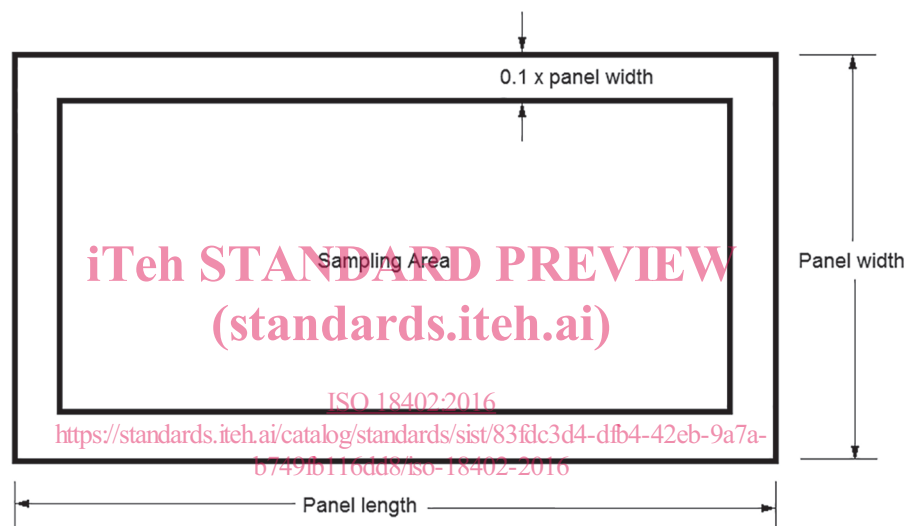 0.1 x panel width
iTeh STANDARD PREVIEW
Sampling Area
Panel width
(standards.iteh.ai)
ISO 18402:2016
https://standards.iteh.ai/catalog/standards/sist/83fdc3d4-dfb4-42eb-9a7a-
b749fb116dd8/iso-18402-2016
Panel length